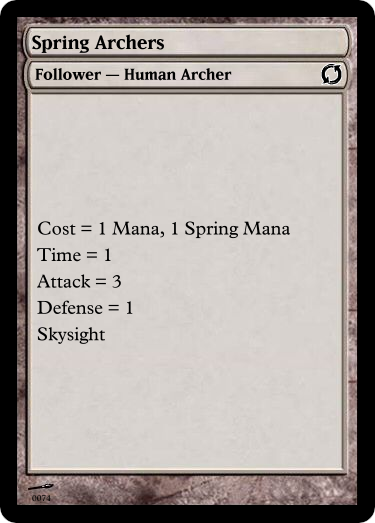 Spring Archers
Follower — Human Archer
Cost = 1 Mana, 1 Spring Mana
Time = 1
Attack = 3
Defense = 1
Skysight
0074